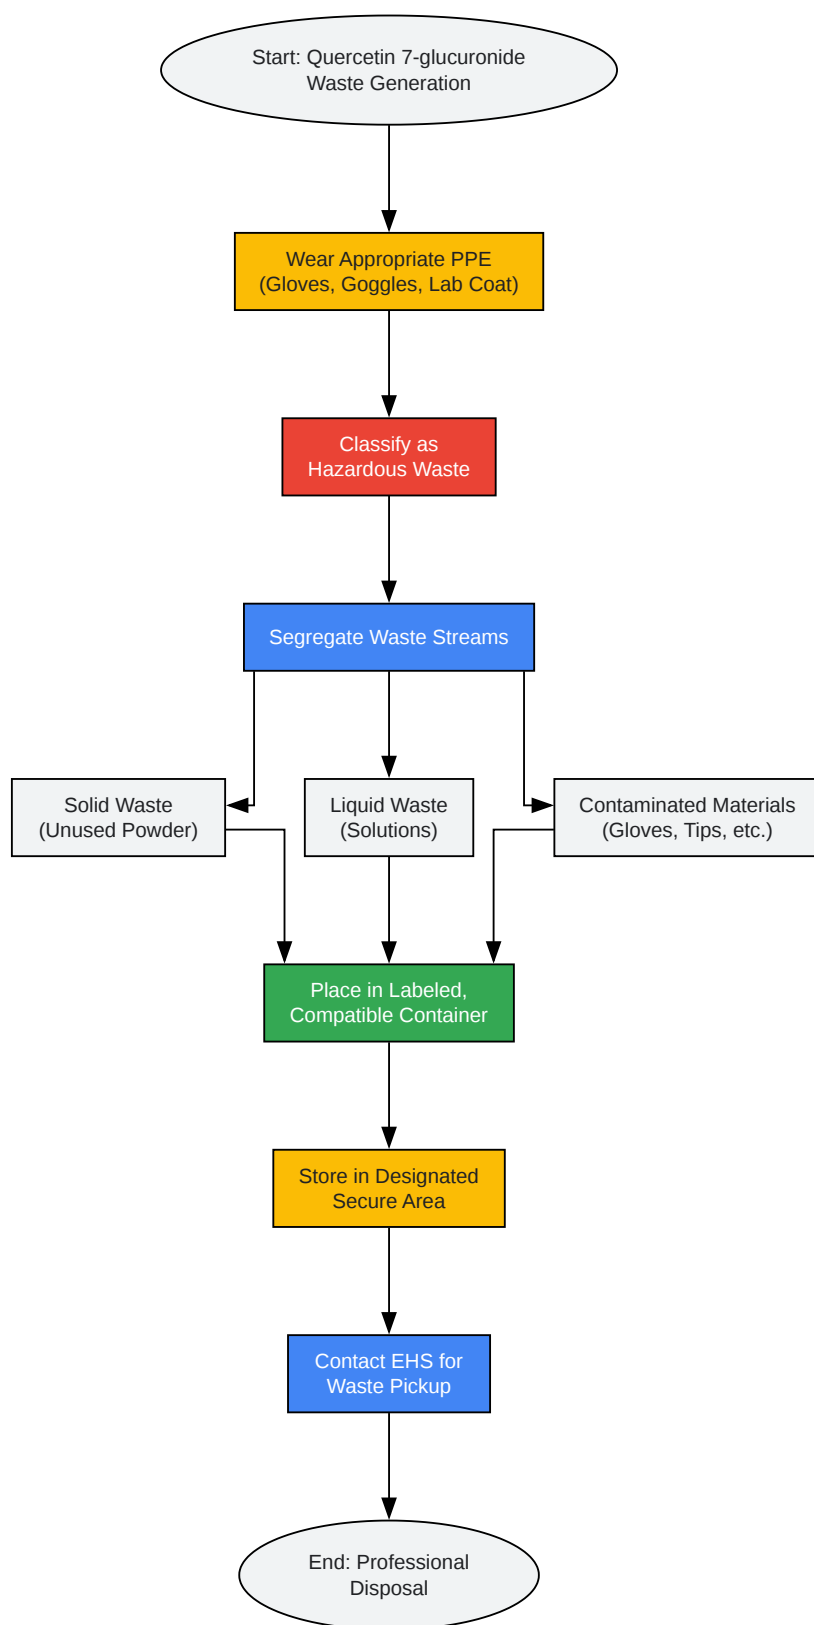 Start: Quercetin 7-glucuronide
Waste Generation
Wear Appropriate PPE
(Gloves, Goggles, Lab Coat)
Classify as
Hazardous Waste
Segregate Waste Streams
Solid Waste
(Unused Powder)
Liquid Waste
(Solutions)
Contaminated Materials
(Gloves, Tips, etc.)
Place in Labeled,
Compatible Container
Store in Designated
Secure Area
Contact EHS for
Waste Pickup
End: Professional
Disposal